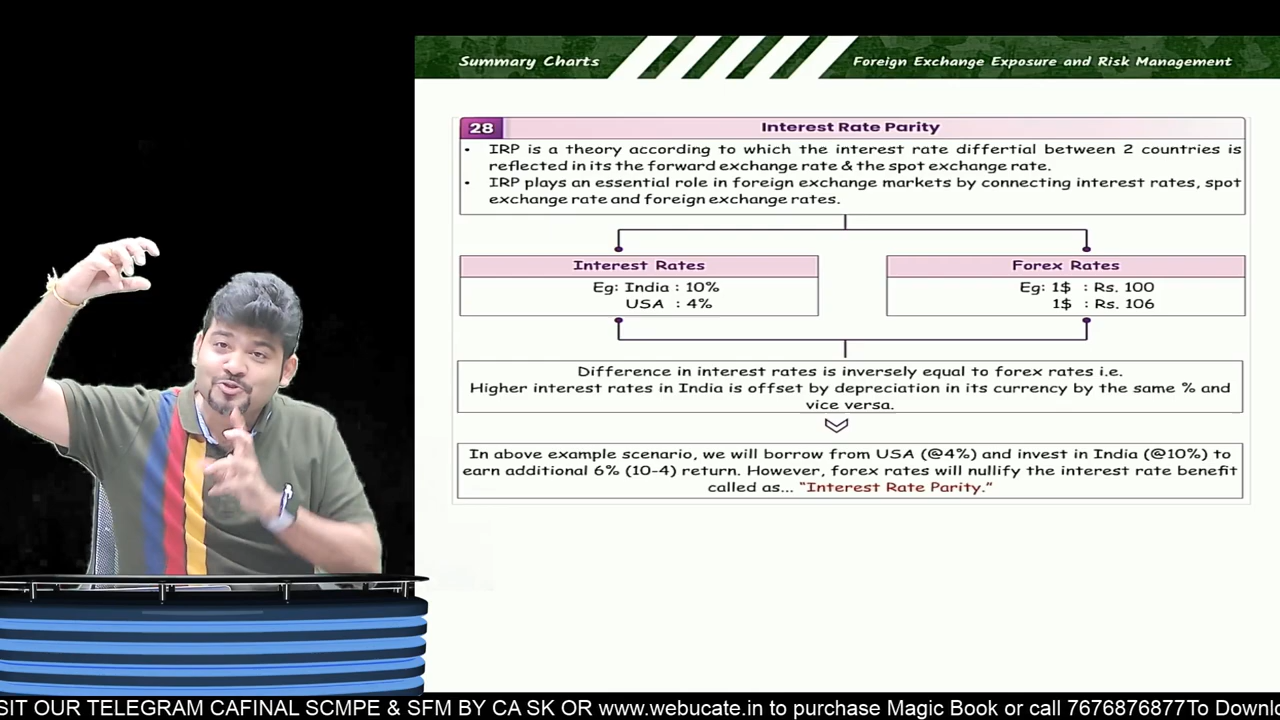 Summary Charts
Foreign Exchange Exposure and Risk Management
28
Interest Rate Parity
• IRP is a theory according to which the interest rate differtial between 2 countries is
reflected in its the forward exchange rate & the spot exchange rate.
• IRP plays an essential role in foreign exchange markets by connecting interest rates, spot
exchange rate and foreign exchange rates.
Interest Rates
Eg: India : 10%
USA : 4%
Forex Rates
Eg: 1$ : Rs. 100
1$ : Rs. 106
Difference in interest rates is inversely equal to forex rates i.e.
Higher interest rates in India is offset by depreciation in its currency by the same % and
vice versa.
In above example scenario, we will borrow from USA (@4%) and invest in India (@10%) to
earn additional 6% (10-4) return. However, forex rates will nullify the interest rate benefit
called as... “Interest Rate Parity.”
SIT OUR TELEGRAM CAFINAL SCMPE & SFM BY CA SK OR www.webucate.in to purchase Magic Book or call 7676876877To Downlo